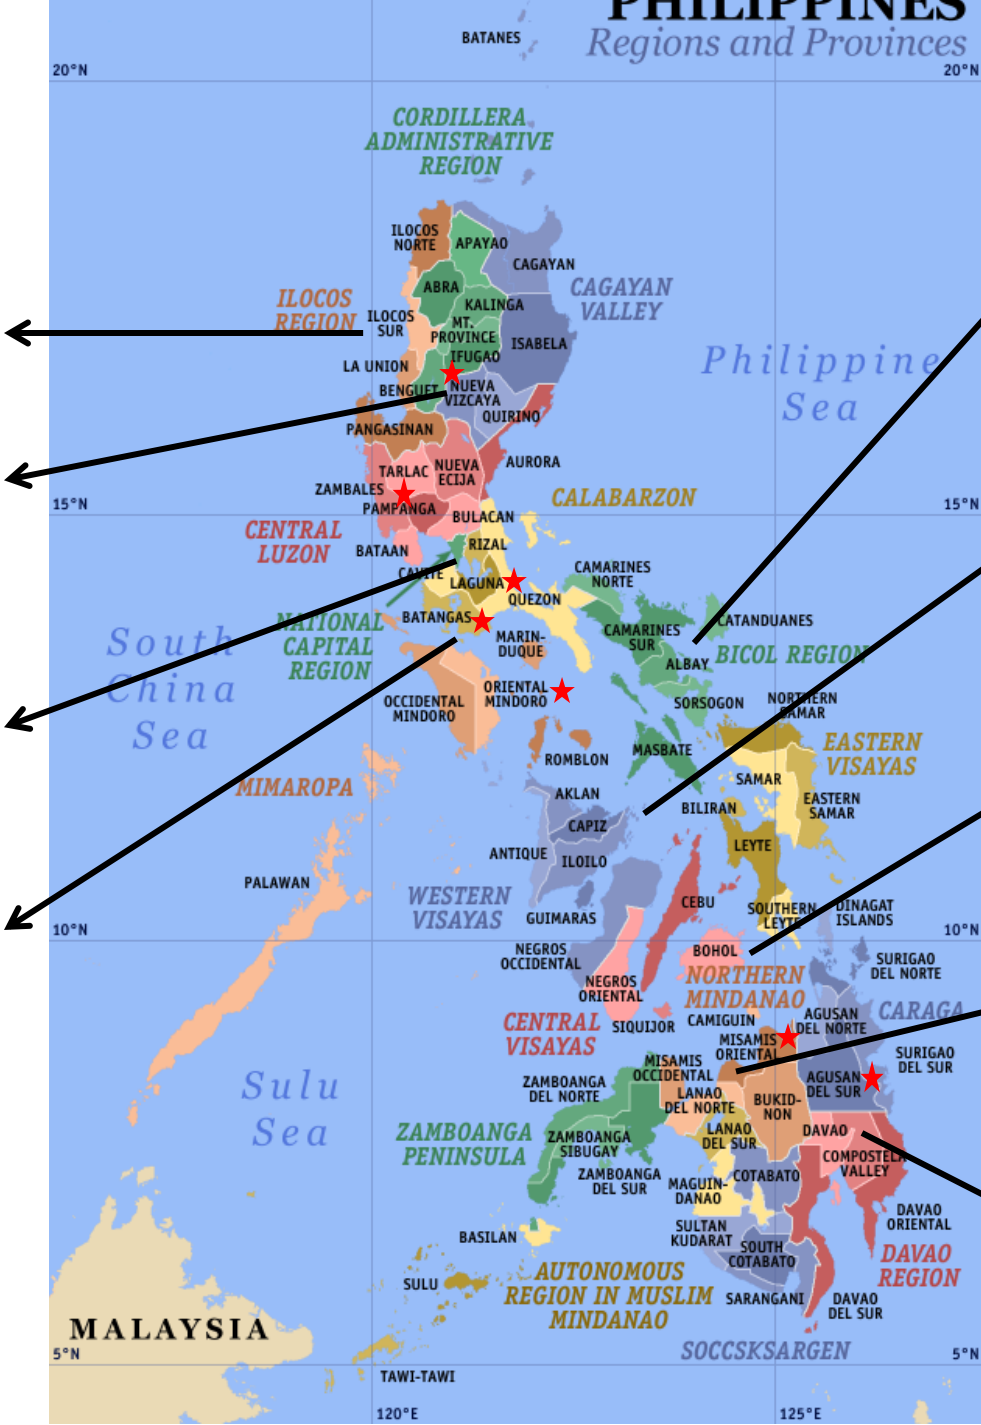 PHILIPPINES
Regions and Provinces
BATANES
20°N
20°N
CORDILLERA
ADMINISTRATIVE
REGION
ILOCOS
NORTE
APAYAO
CAGAYAN
ABRA
CAGAYAN
VALLEY
ILOCOS
REGION
KALINGA
ILOCOS
SUR
MT.
PROVINCE
ISABELA
IFUGAO
Philippine
Sea
LA UNION
BENGUET
NUEVA
VIZCAYA
QUIRINO
PANGASINAN
TARLAC
NUEVA
ECIJA
AURORA
ZAMBALES
PAMPANGA
CALABARZON
15°N
15°N
BULACAN
CENTRAL
LUZON
BATAAN
RIZAL
CAVITE
LAGUNA
CAMARINES
NORTE
QUEZON
NATIONAL
CAPITAL
REGION
BATANGAS
CATANDUANES
South
China
Sea
MARIN-
DUQUE
CAMARINES
SUR
ALBAY
BICOL REGION
ORIENTAL
MINDORO
OCCIDENTAL
MINDORO
SORSOGON
NORTHERN
SAMAR
MASBATE
ROMBLON
EASTERN
VISAYAS
MIMAROPA
SAMAR
AKLAN
EASTERN
SAMAR
BILIRAN
CAPIZ
LEYTE
ANTIQUE
ILOILO
PALAWAN
WESTERN
VISAYAS
CEBU
GUIMARAS
SOUTHERN
LEYTE
DINAGAT
ISLANDS
10°N
10°N
NEGROS
OCCIDENTAL
BOHOL
SURIGAO
DEL NORTE
NEGROS
ORIENTAL
NORTHERN
MINDANAO
CARAGA
CENTRAL
VISAYAS
SIQUIJOR
CAMIGUIN
AGUSAN
DEL NORTE
MISAMIS
ORIENTAL
SURIGAO
DEL SUR
MISAMIS
OCCIDENTAL
ZAMBOANGA
DEL NORTE
AGUSAN
DEL SUR
Sulu
Sea
LANAO
DEL NORTE
BUKID-
NON
ZAMBOANGA
PENINSULA
ZAMBOANGA
SIBUGAY
LANAO
DEL SUR
DAVAO
COMPOSTELA
VALLEY
ZAMBOANGA
DEL SUR
COTABATO
MAGUIN-
DANAO
DAVAO
ORIENTAL
BASILAN
SULTAN
KUDARAT
SOUTH
COTABATO
DAVAO
REGION
SULU
AUTONOMOUS
REGION IN MUSLIM
MINDANAO
SARANGANI
DAVAO
DEL SUR
MALAYSIA
SOCCSKSARGEN
5°N
5°N
TAWI-TAWI
120°E
125°E